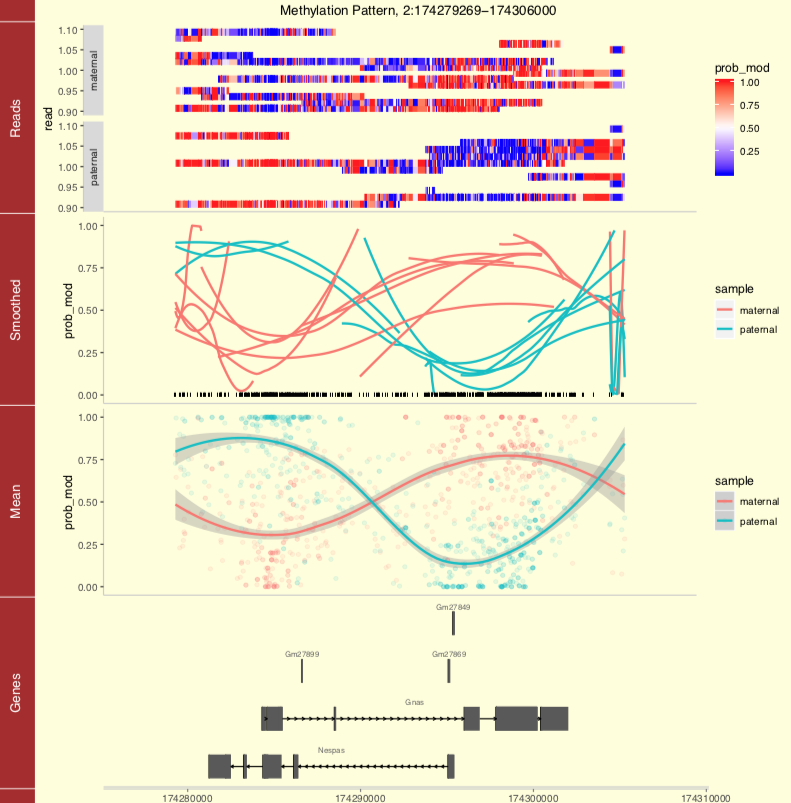 Methylation Pattern, 2:174279269−174306000
Reads
read
maternal
1.10
1.05
1.00
0.95
0.90
paternal
1.10
1.05
1.00
0.95
0.90
prob_mod
1.00
0.75
0.50
0.25
Smoothed
prob_mod
1.00
0.75
0.50
0.25
0.00
sample
maternal
paternal
Mean
prob_mod
1.00
0.75
0.50
0.25
0.00
sample
maternal
paternal
Genes
Gm27849
Gm27899
Gm27869
Gnas
Nespas
174280000
174290000
174300000
174310000